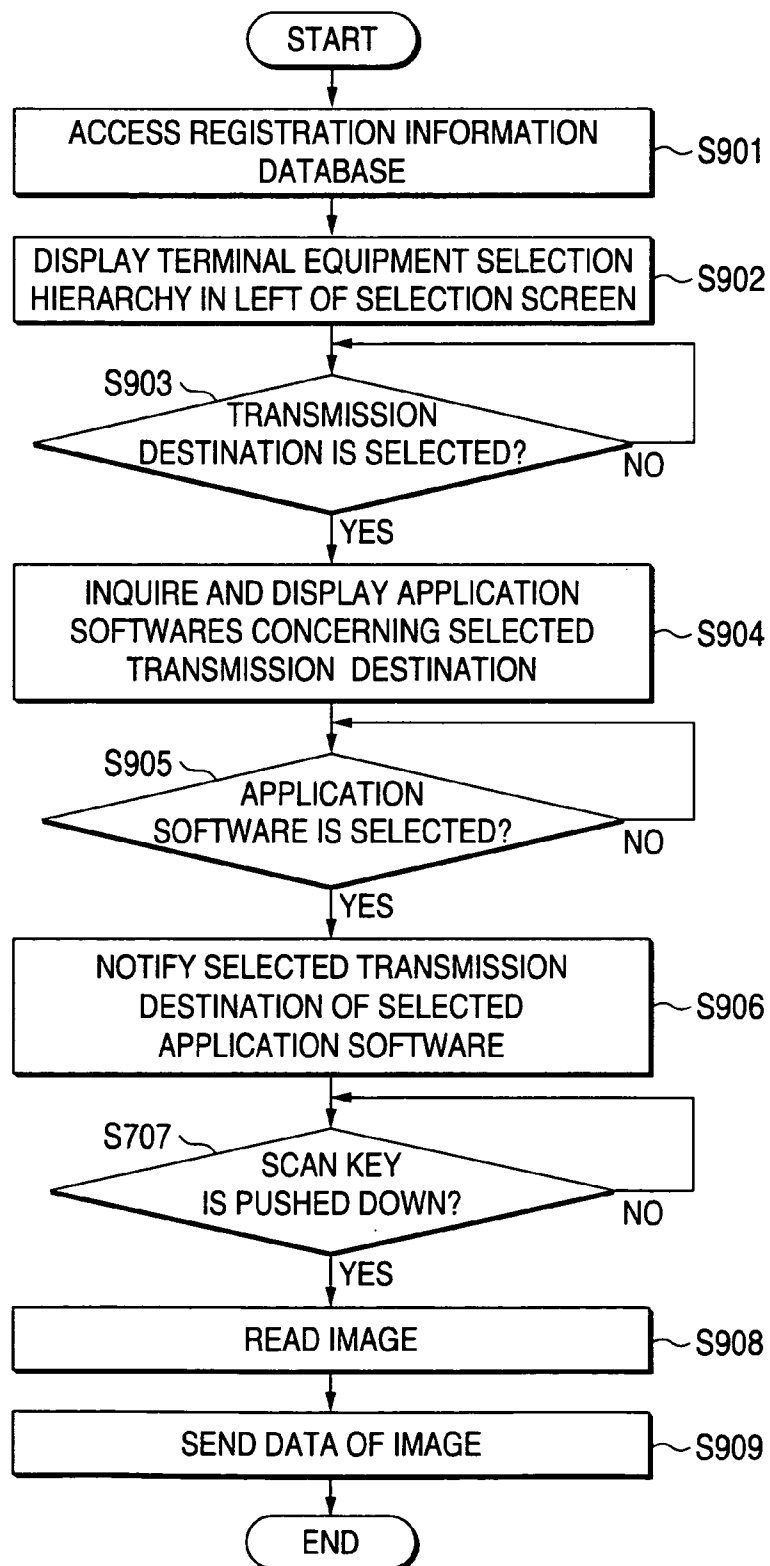 START
ACCESS REGISTRATION INFORMATION
DATABASE
S901
DISPLAY TERMINAL EQUIPMENT SELECTION
HIERARCHY IN LEFT OF SELECTION SCREEN
S902
S903
TRANSMISSION
DESTINATION IS SELECTED?
NO
YES
INQUIRE AND DISPLAY APPLICATION
SOFTWARES CONCERNING SELECTED
TRANSMISSION DESTINATION
S904
S905
APPLICATION
SOFTWARE IS SELECTED?
NO
YES
NOTIFY SELECTED TRANSMISSION
DESTINATION OF SELECTED
APPLICATION SOFTWARE
S906
S707
SCAN KEY
IS PUSHED DOWN?
NO
YES
READ IMAGE
S908
SEND DATA OF IMAGE
S909
END